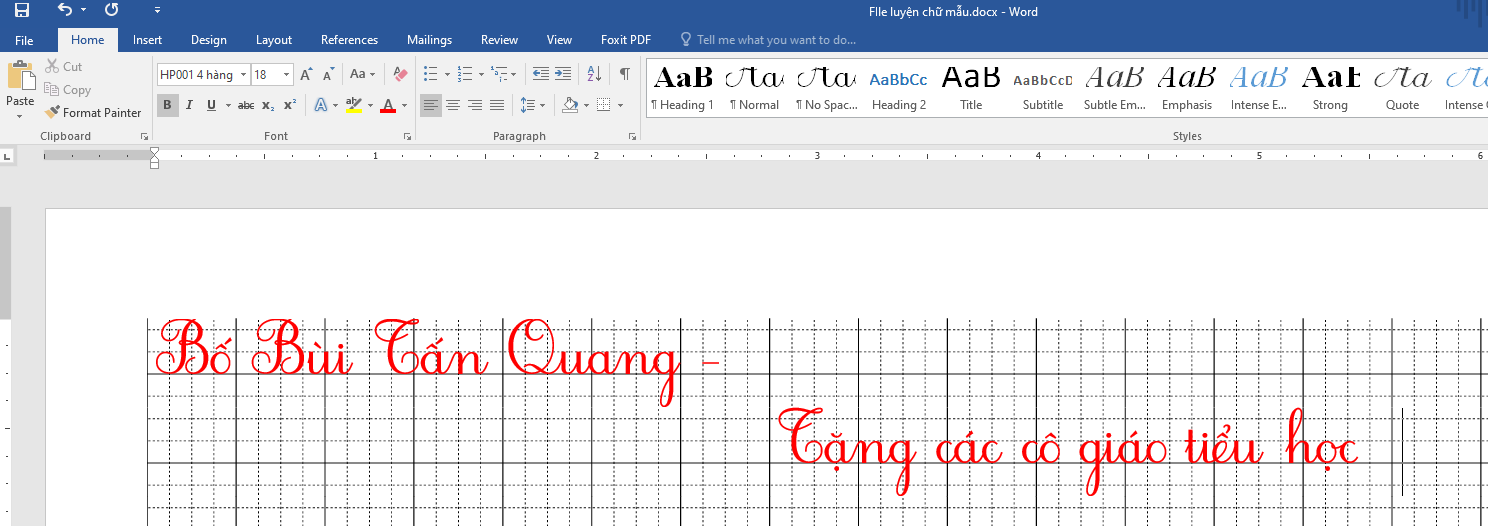 FIle luyện chữ mẫu.docx - Word
File Home Insert Design Layout References Mailings Review View Foxit PDF Tell me what you want to do...
Paste
Cut
Copy
Format Painter
Clipboard
HP001 4 hàng 18 A A Aa
B I U abc x₂ x² A ab A
Font
A Z ¶
Paragraph
AaB ¶ Heading 1
Aa ¶ Normal
Aa ¶ No Spac...
AaBbCc Heading 2
AaB Title
AaBbCcD Subtitle
AaB Subtle Em...
AaB Emphasis
AaB Intense E...
AaB Strong
Aa Quote
Intense
Styles
L 1 2 3 4 5 6
Bố Bùi Tấn Quang –
Tặng các cô giáo tiểu học